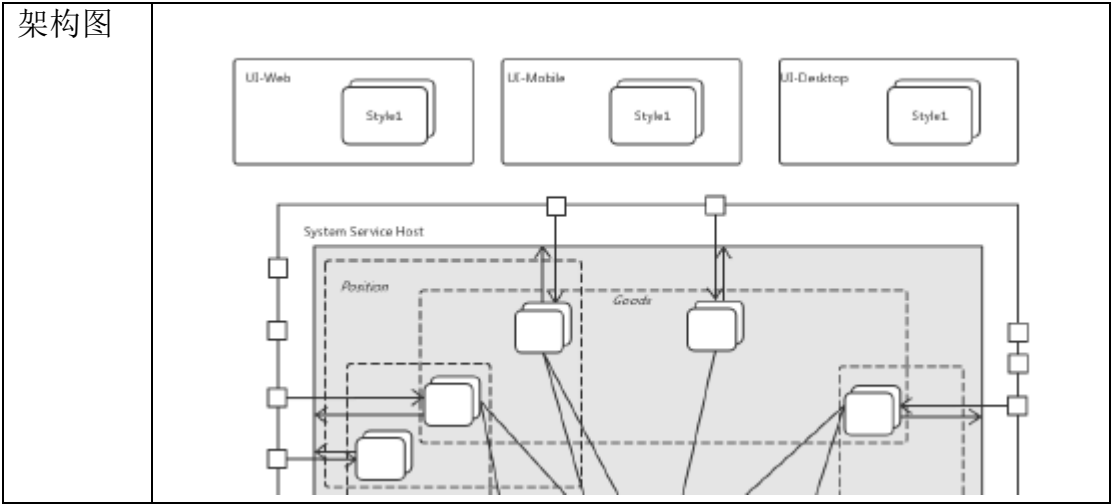 架构图
UI-Web
Style1
UI-Mobile
Style1
UI-Desktop
Style1
System Service Host
Position
Goods